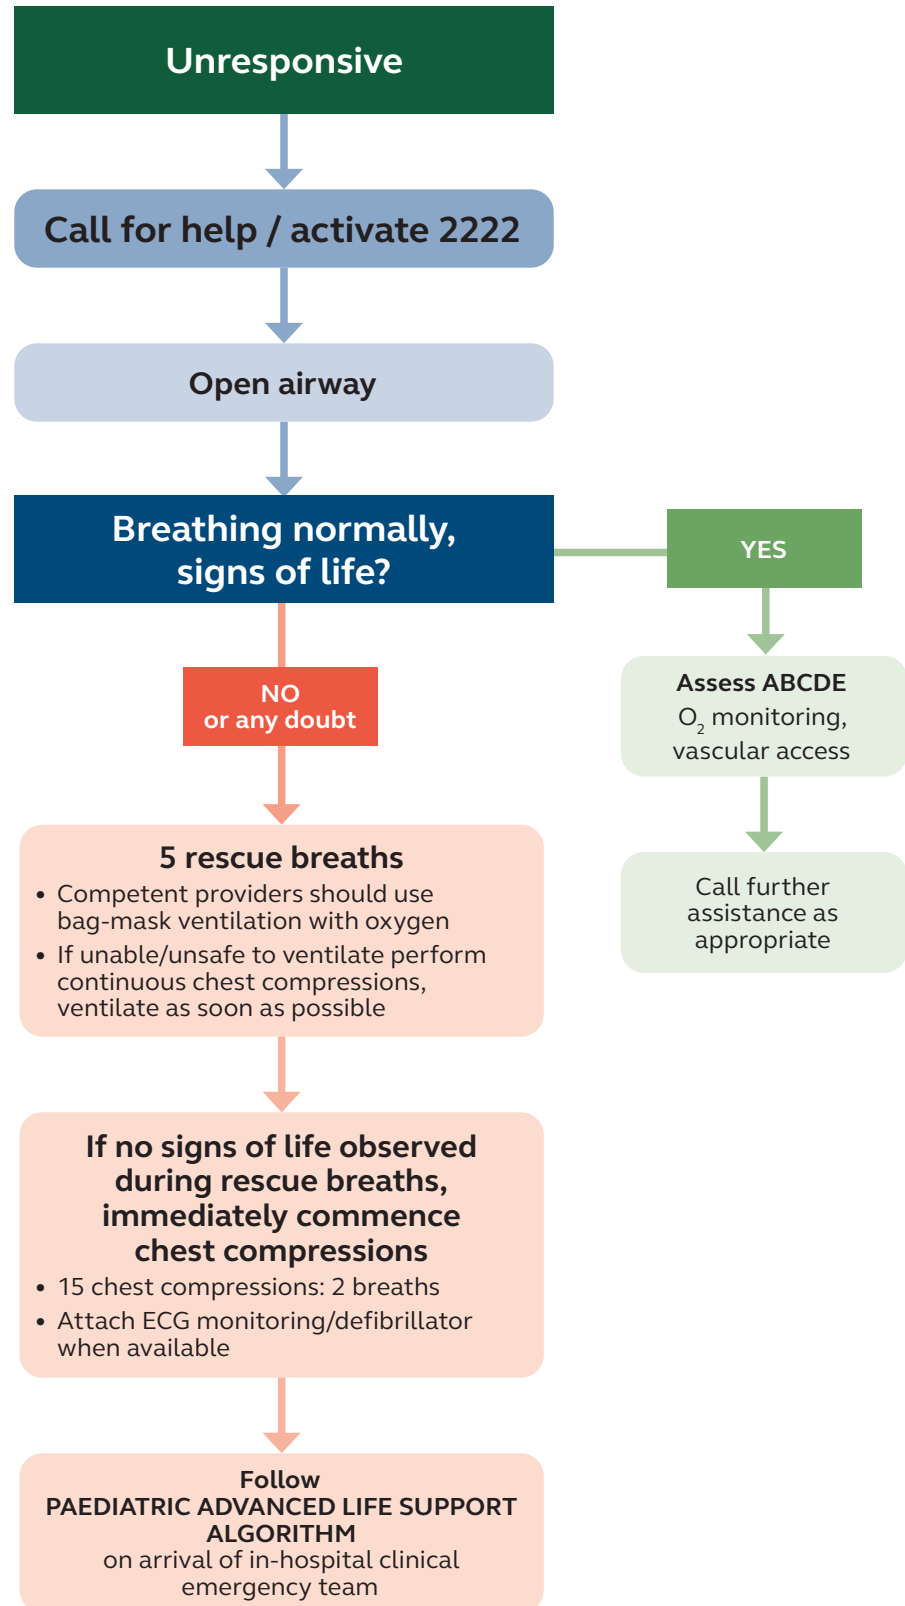 Unresponsive
Call for help / activate 2222
Open airway
Breathing normally,
signs of life?
YES
Assess ABCDE
O₂ monitoring,
vascular access
Call further
assistance as
appropriate
NO
or any doubt
5 rescue breaths
• Competent providers should use
bag-mask ventilation with oxygen
• If unable/unsafe to ventilate perform
continuous chest compressions,
ventilate as soon as possible
If no signs of life observed
during rescue breaths,
immediately commence
chest compressions
• 15 chest compressions: 2 breaths
• Attach ECG monitoring/defibrillator
when available
Follow
PAEDIATRIC ADVANCED LIFE SUPPORT
ALGORITHM
on arrival of in-hospital clinical
emergency team